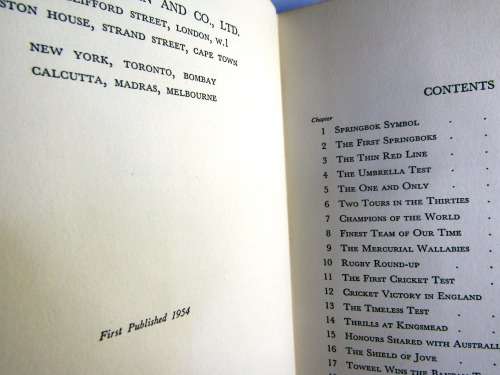 AND CO., LTD.
CLIFFORD STREET, LONDON, W.1
HOUSE, STRAND STREET, CAPE TOWN
NEW YORK, TORONTO, BOMBAY
CALCUTTA, MADRAS, MELBOURNE
First Published 1954
CONTENTS
Chapter
1 SPRINGBOK SYMBOL
2 THE FIRST SPRINGBOKS
3 THE THIN RED LINE
4 THE UMBRELLA TEST
5 THE ONE AND ONLY
6 TWO TOURS IN THE THIRTIES
7 CHAMPIONS OF THE WORLD
8 FINEST TEAM OF OUR TIME
9 THE MERCURIAL WALLABIES
10 RUGBY ROUND-UP
11 THE FIRST CRICKET TEST
12 CRICKET VICTORY IN ENGLAND
13 THE TIMELESS TEST
14 THRILLS AT KINGSMEAD
15 HONOURS SHARED WITH AUSTRAL
16 THE SHIELD OF JOVE
17 TOWEEL WINS THE